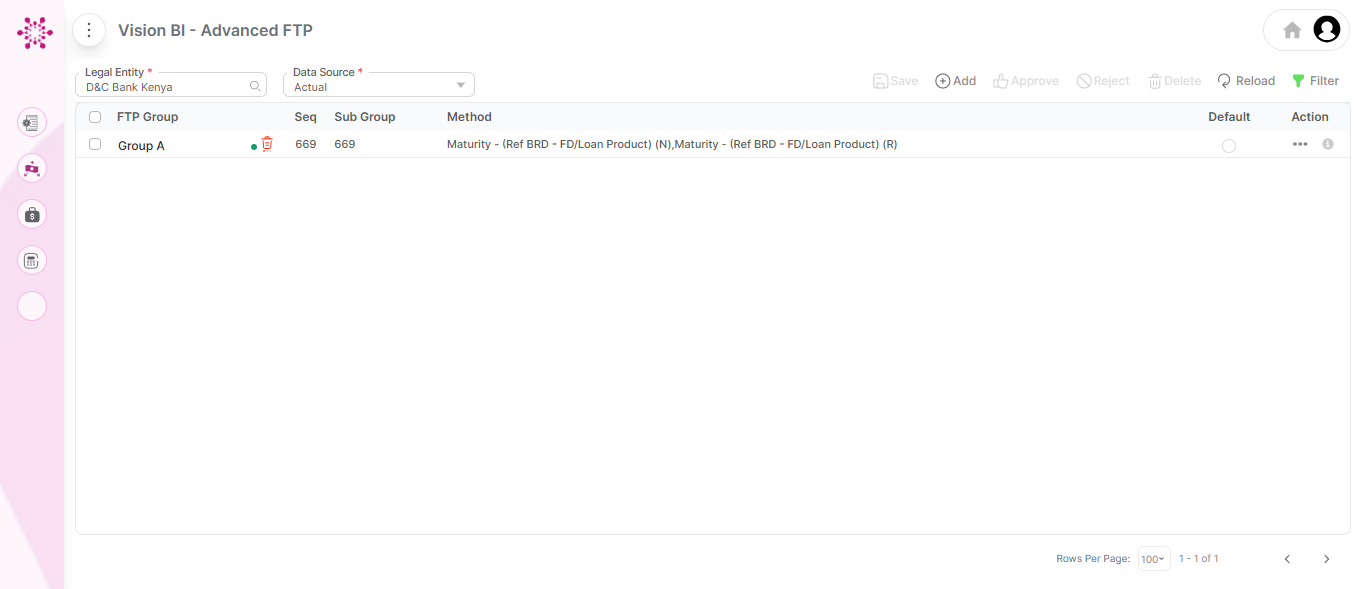 Vision BI - Advanced FTP
Legal Entity *
D&C Bank Kenya
Data Source *
Actual
Save Add Approve Reject Delete Reload Filter
FTP Group Seq Sub Group Method Default Action
Group A 669 669 Maturity - (Ref BRD - FD/Loan Product) (N),Maturity - (Ref BRD - FD/Loan Product) (R)
Rows Per Page: 100 1 - 1 of 1